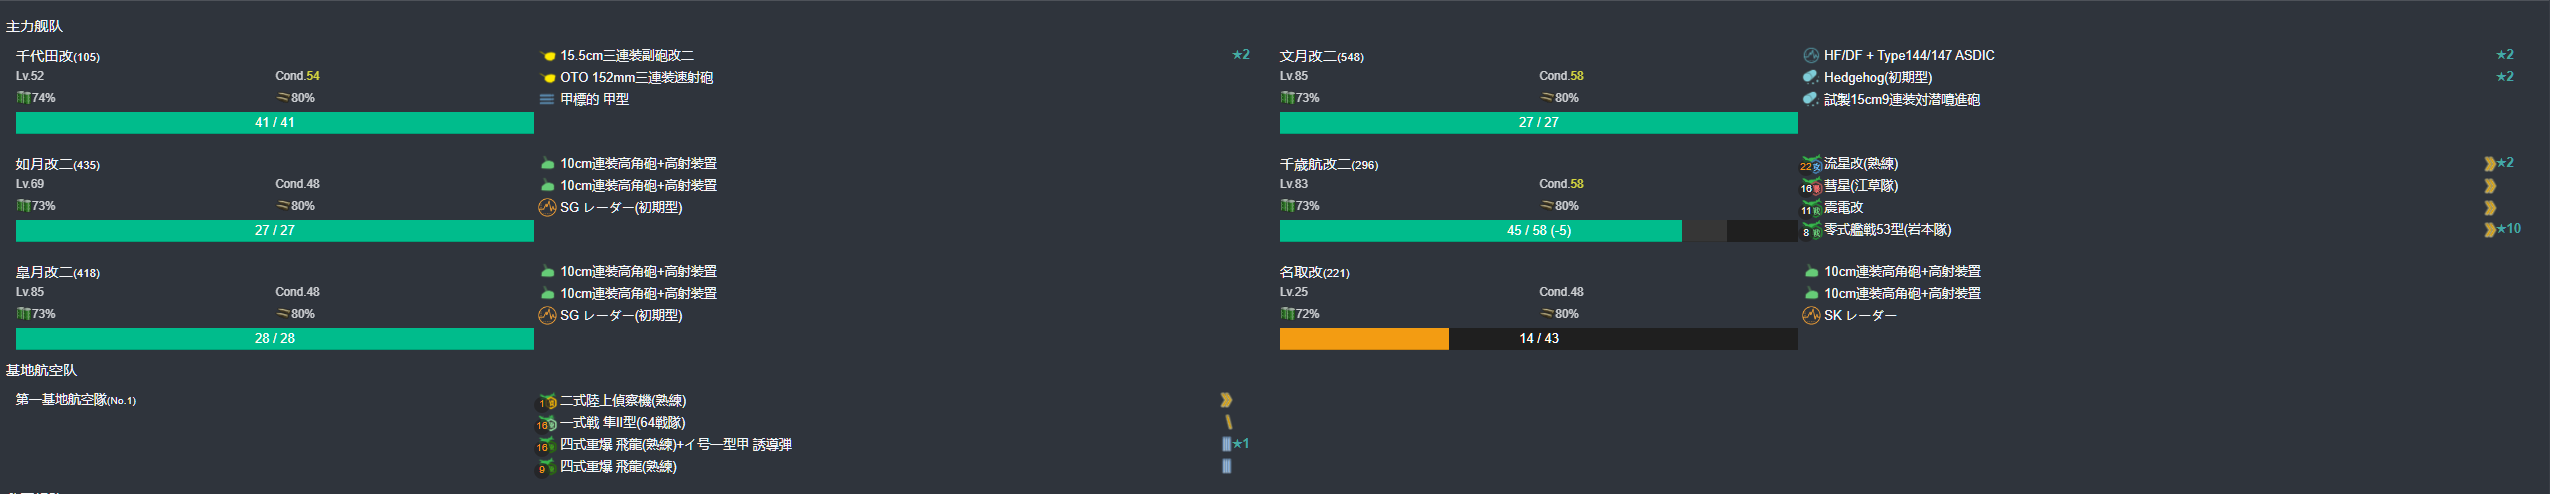 主力舰队
千代田改(105)
Lv.52 Cond.54
74% 80%
41 / 41
15.5cm三連装副砲改二 ★2
OTO 152mm三連装速射砲
甲標的 甲型
文月改二(548)
Lv.85 Cond.58
73% 80%
27 / 27
HF/DF + Type144/147 ASDIC ★2
Hedgehog(初期型) ★2
試製15cm9連装対潜噴進砲
如月改二(435)
Lv.69 Cond.48
73% 80%
27 / 27
10cm連装高角砲+高射装置
10cm連装高角砲+高射装置
SG レーダー(初期型)
千歳航改二(296)
Lv.83 Cond.58
73% 80%
45 / 58 (-5)
22 流星改(熟練) ★2
16 彗星(江草隊)
11 震電改
8 零式艦戦53型(岩本隊) ★10
皐月改二(418)
Lv.85 Cond.48
73% 80%
28 / 28
10cm連装高角砲+高射装置
10cm連装高角砲+高射装置
SG レーダー(初期型)
名取改(221)
Lv.25 Cond.48
72% 80%
14 / 43
10cm連装高角砲+高射装置
10cm連装高角砲+高射装置
SK レーダー
基地航空队
第一基地航空隊(No.1)
1 二式陸上偵察機(熟練)
16 一式戦 隼II型(64戦隊)
16 四式重爆 飛龍(熟練)+イ号一型甲 誘導弾 ★1
9 四式重爆 飛龍(熟練)